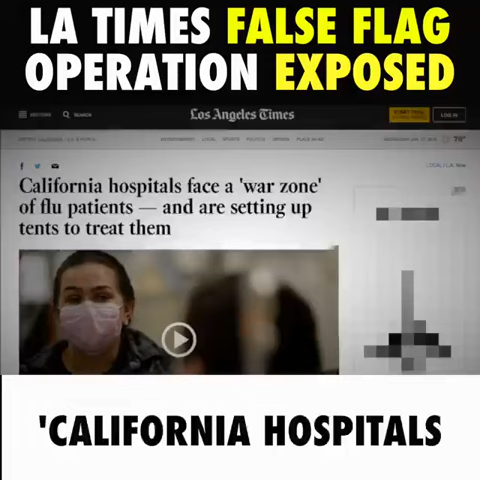 LA TIMES FALSE FLAG
OPERATION EXPOSED
SEARCH
Los Angeles Times
LOG IN
California hospitals face a 'war zone'
of flu patients — and are setting up
tents to treat them
'CALIFORNIA HOSPITALS